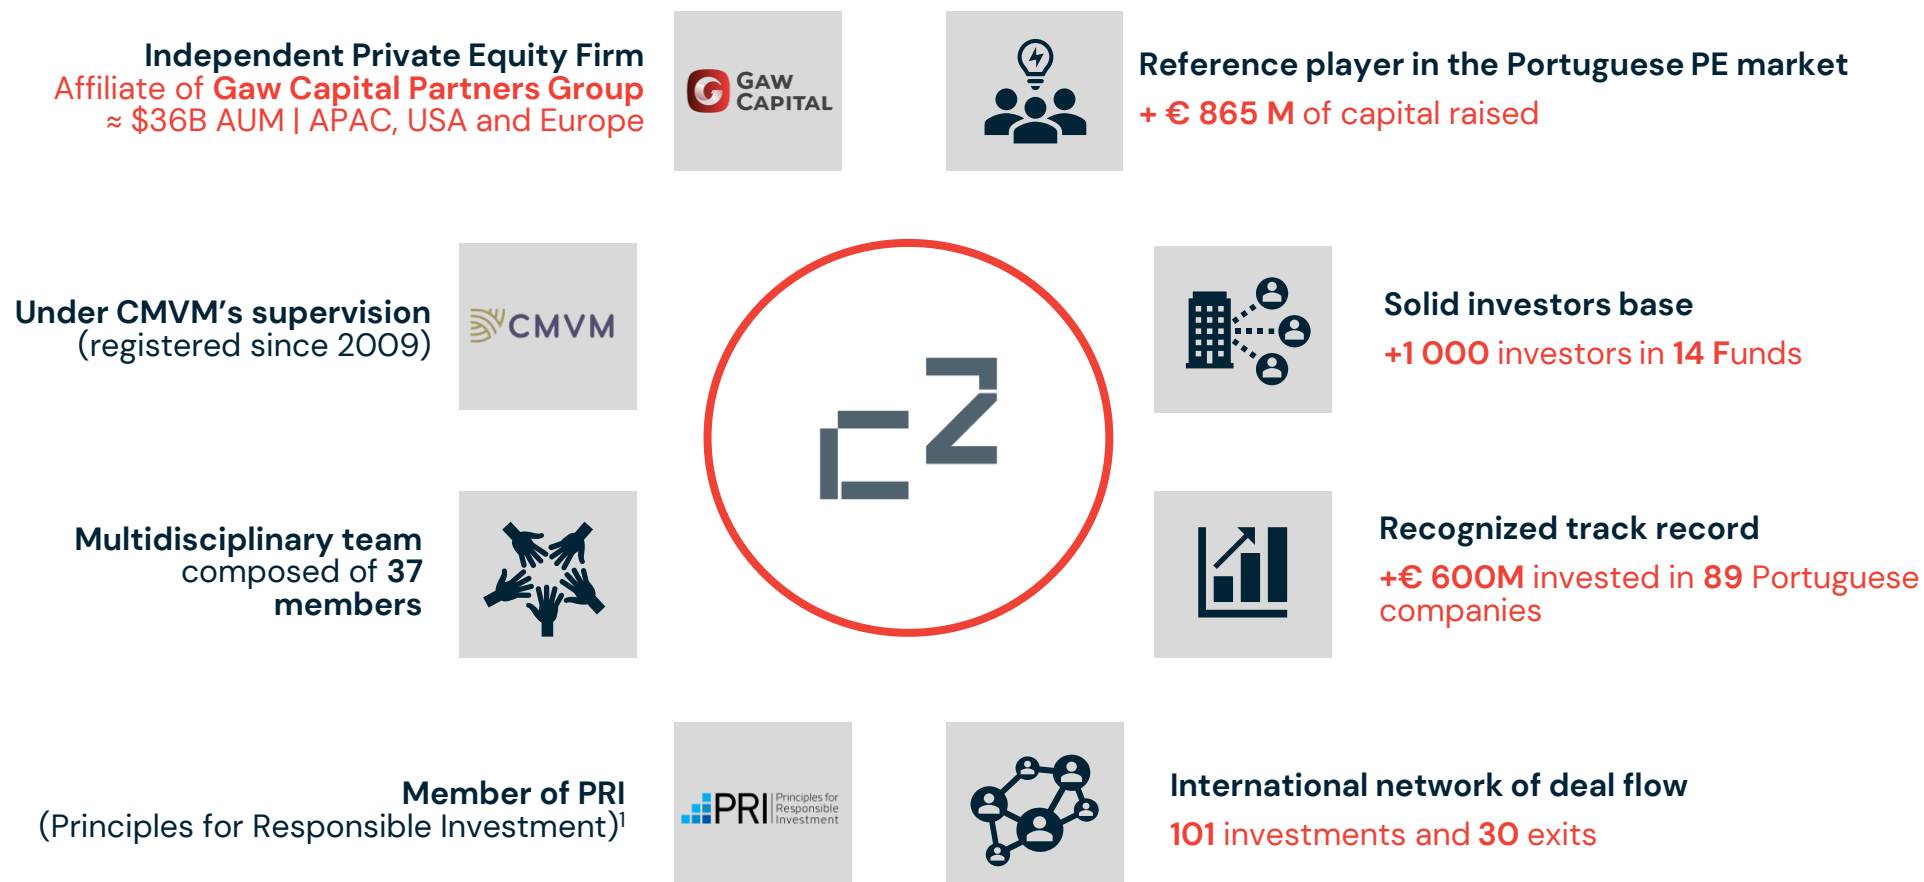 Independent Private Equity Firm
Affiliate of Gaw Capital Partners Group
≈ $36B AUM | APAC, USA and Europe
GAW
CAPITAL
Reference player in the Portuguese PE market
+ € 865 M of capital raised
Under CMVM's supervision
(registered since 2009)
CMVM
Solid investors base
+1 000 investors in 14 Funds
Multidisciplinary team
composed of 37
members
Recognized track record
+€ 600M invested in 89 Portuguese
companies
Member of PRI
(Principles for Responsible Investment)¹
PRI
Principles for
Responsible
Investment
International network of deal flow
101 investments and 30 exits
C2